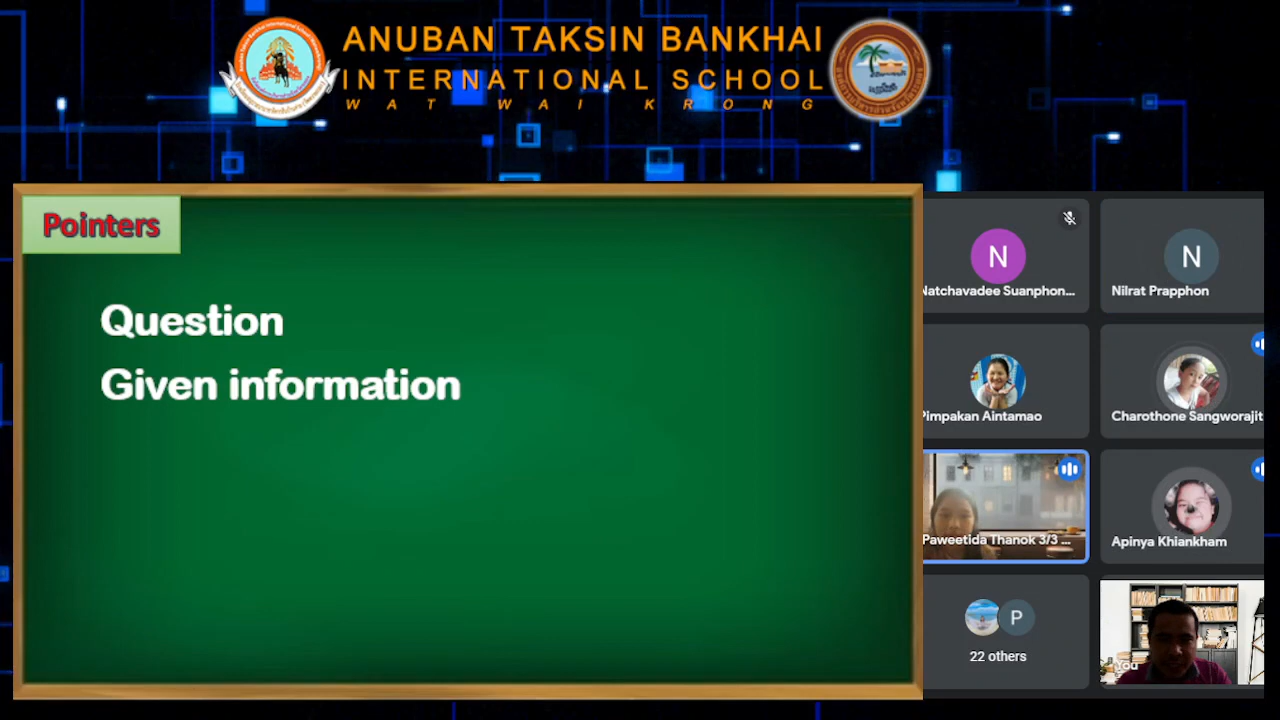 ANUBAN TAKSIN BANKHAI
INTERNATIONAL SCHOOL
WAT WAI KRONG
Pointers
Question
Given information
N
Natchavadee Suanphon...
N
Nilrat Prapphon
Pimpakan Aintamao
Charothone Sangworajit
Paweetida Thanok 3/3 ...
Apinya Khiankham
P
22 others
You